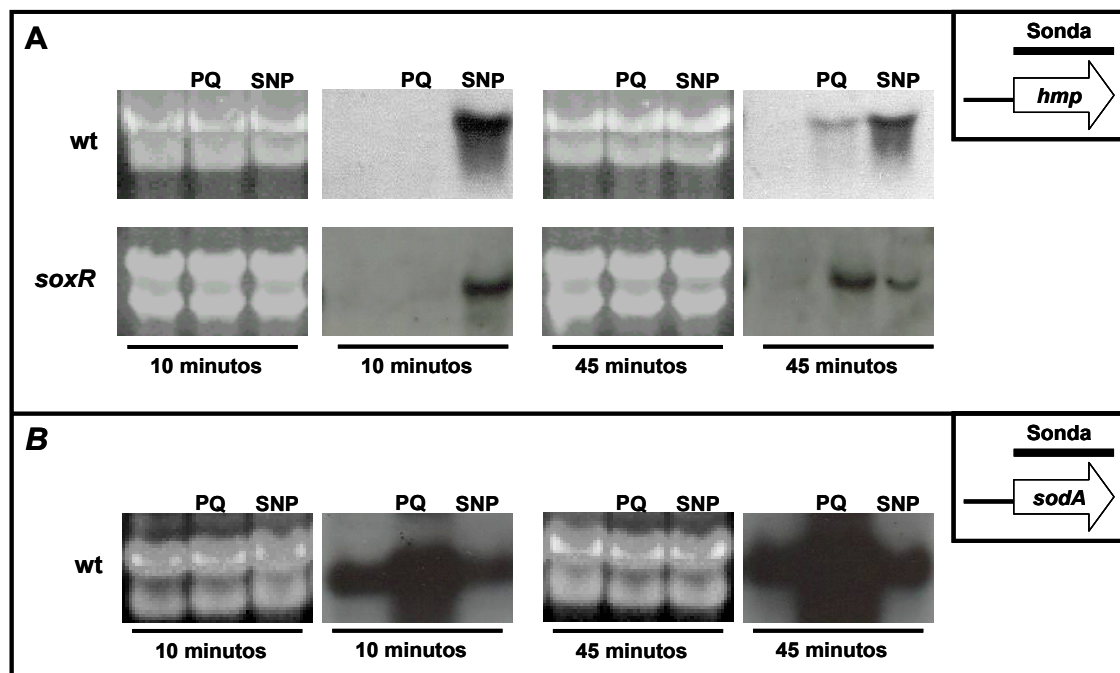 A
Sonda
hmp
PQ SNP
PQ SNP
PQ SNP
PQ SNP
wt
soxR
10 minutos
10 minutos
45 minutos
45 minutos
B
Sonda
sodA
PQ SNP
PQ SNP
PQ SNP
PQ SNP
wt
10 minutos
10 minutos
45 minutos
45 minutos